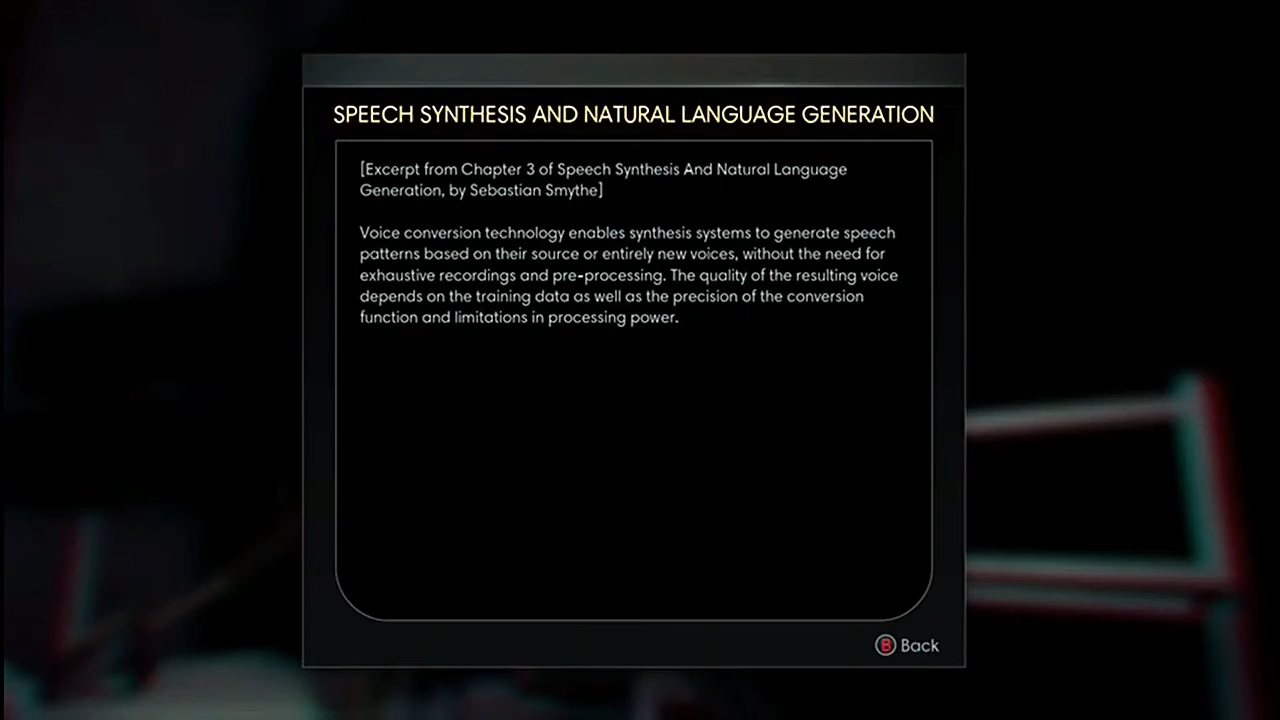 SPEECH SYNTHESIS AND NATURAL LANGUAGE GENERATION
[Excerpt from Chapter 3 of Speech Synthesis And Natural Language
Generation, by Sebastian Smythe]
Voice conversion technology enables synthesis systems to generate speech
patterns based on their source or entirely new voices, without the need for
exhaustive recordings and pre-processing. The quality of the resulting voice
depends on the training data as well as the precision of the conversion
function and limitations in processing power.
B Back